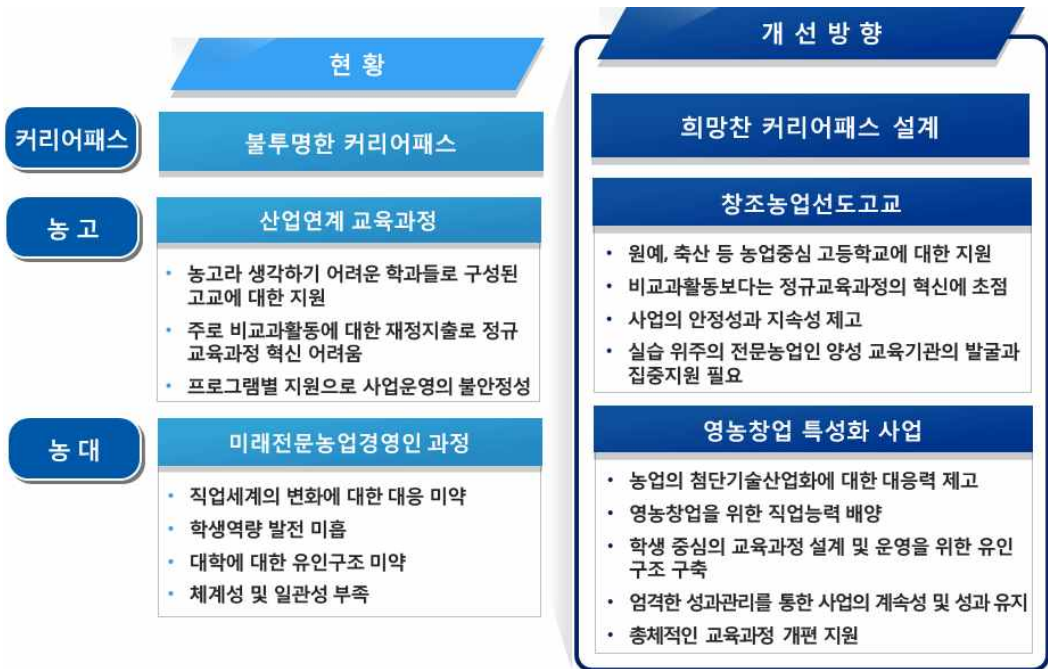 현 황
개 선 방 향
커리어패스
불투명한 커리어패스
희망찬 커리어패스 설계
농 고
산업연계 교육과정
• 농고라 생각하기 어려운 학과들로 구성된
고교에 대한 지원
• 주로 비교과활동에 대한 재정지출로 정규
교육과정 혁신 어려움
• 프로그램별 지원으로 사업운영의 불안정성
창조농업선도고교
• 원예, 축산 등 농업중심 고등학교에 대한 지원
• 비교과활동보다는 정규교육과정의 혁신에 초점
• 사업의 안정성과 지속성 제고
• 실습 위주의 전문농업인 양성 교육기관의 발굴과
집중지원 필요
농 대
미래전문농업경영인 과정
• 직업세계의 변화에 대한 대응 미약
• 학생역량 발전 미흡
• 대학에 대한 유인구조 미약
• 체계성 및 일관성 부족
영농창업 특성화 사업
• 농업의 첨단기술산업화에 대한 대응력 제고
• 영농창업을 위한 직업능력 배양
• 학생 중심의 교육과정 설계 및 운영을 위한 유인
구조 구축
• 엄격한 성과관리를 통한 사업의 계속성 및 성과 유지
• 총체적인 교육과정 개편 지원